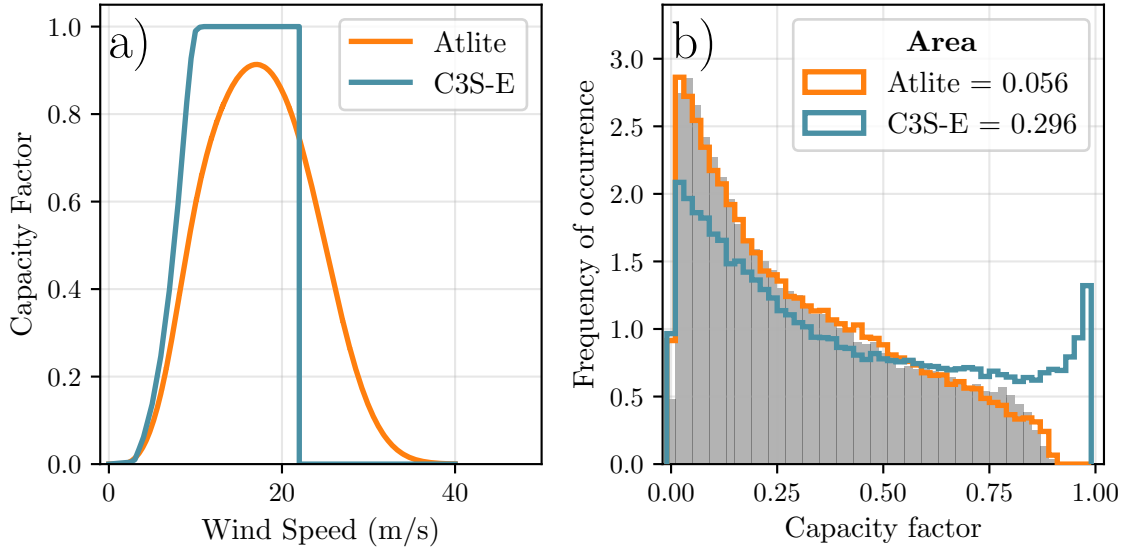 a)
Atlite
C3S-E
1.0
0.8
0.6
0.4
0.2
0.0
Capacity Factor
0
20
40
Wind Speed (m/s)
b)
Area
Atlite = 0.056
C3S-E = 0.296
3.0
2.5
2.0
1.5
1.0
0.5
0.0
Frequency of occurrence
0.00
0.25
0.50
0.75
1.00
Capacity factor